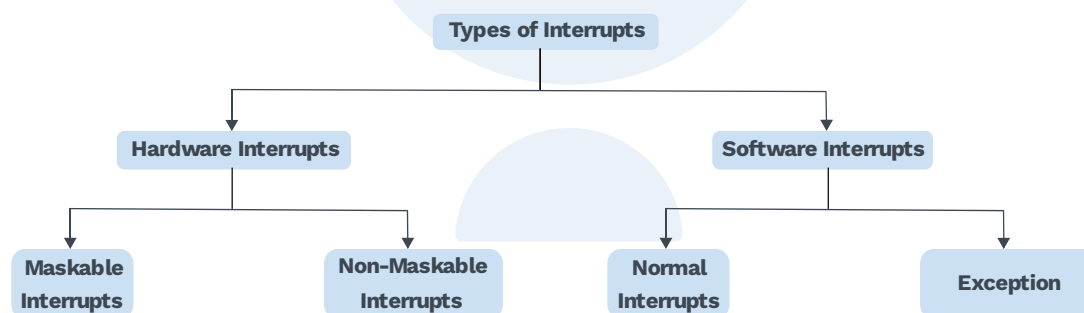 Types of Interrupts
Hardware Interrupts
Software Interrupts
Maskable
Interrupts
Non-Maskable
Interrupts
Normal
Interrupts
Exception